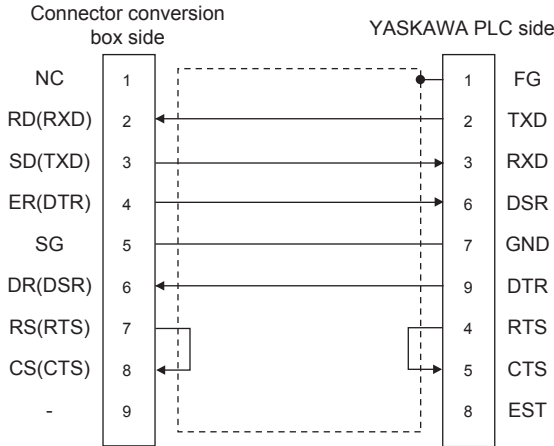 Connector conversion
box side
YASKAWA PLC side
NC 1 1 FG
RD(RXD) 2 2 TXD
SD(TXD) 3 3 RXD
ER(DTR) 4 6 DSR
SG 5 7 GND
DR(DSR) 6 9 DTR
RS(RTS) 7 4 RTS
CS(CTS) 8 5 CTS
- 9 8 EST